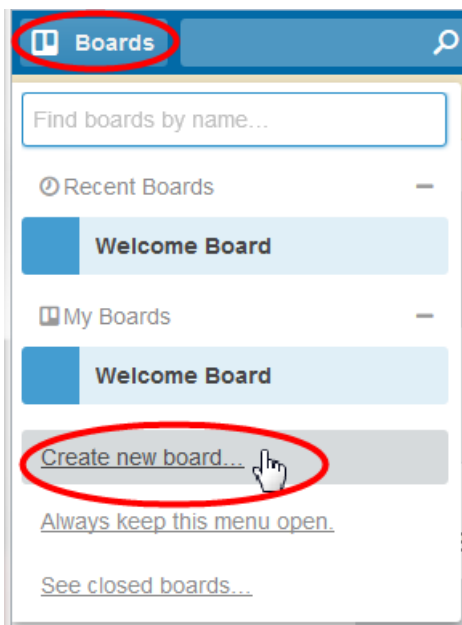 Boards
Find boards by name...
Recent Boards
Welcome Board
My Boards
Welcome Board
Create new board...
Always keep this menu open.
See closed boards...